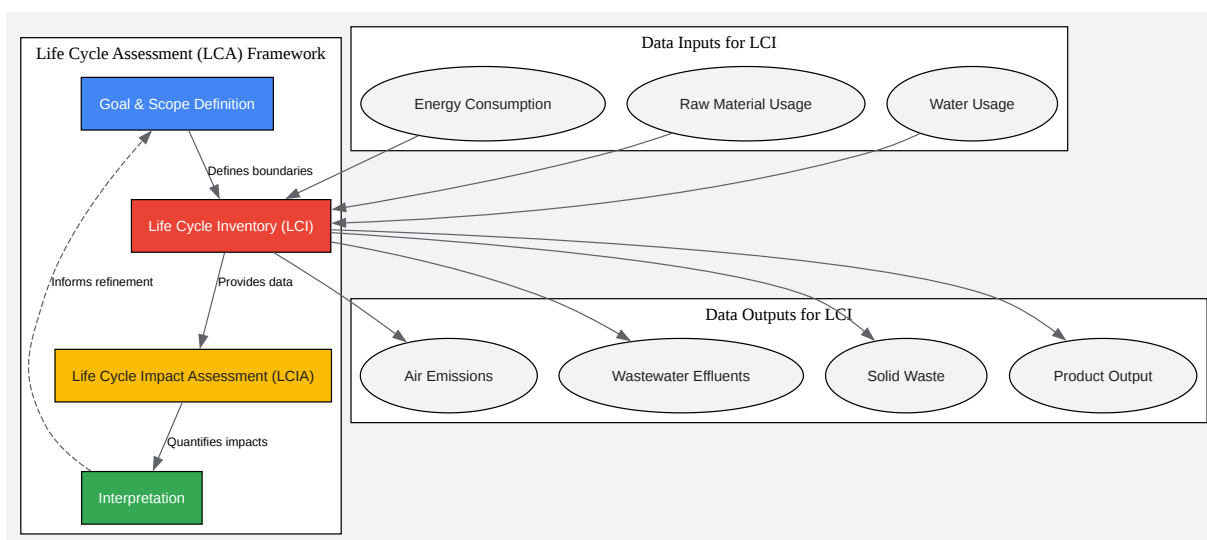 Life Cycle Assessment (LCA) Framework
Goal & Scope Definition
Defines boundaries
Life Cycle Inventory (LCI)
Informs refinement
Provides data
Life Cycle Impact Assessment (LCIA)
Quantifies impacts
Interpretation
Data Inputs for LCI
Energy Consumption
Raw Material Usage
Water Usage
Data Outputs for LCI
Air Emissions
Wastewater Effluents
Solid Waste
Product Output